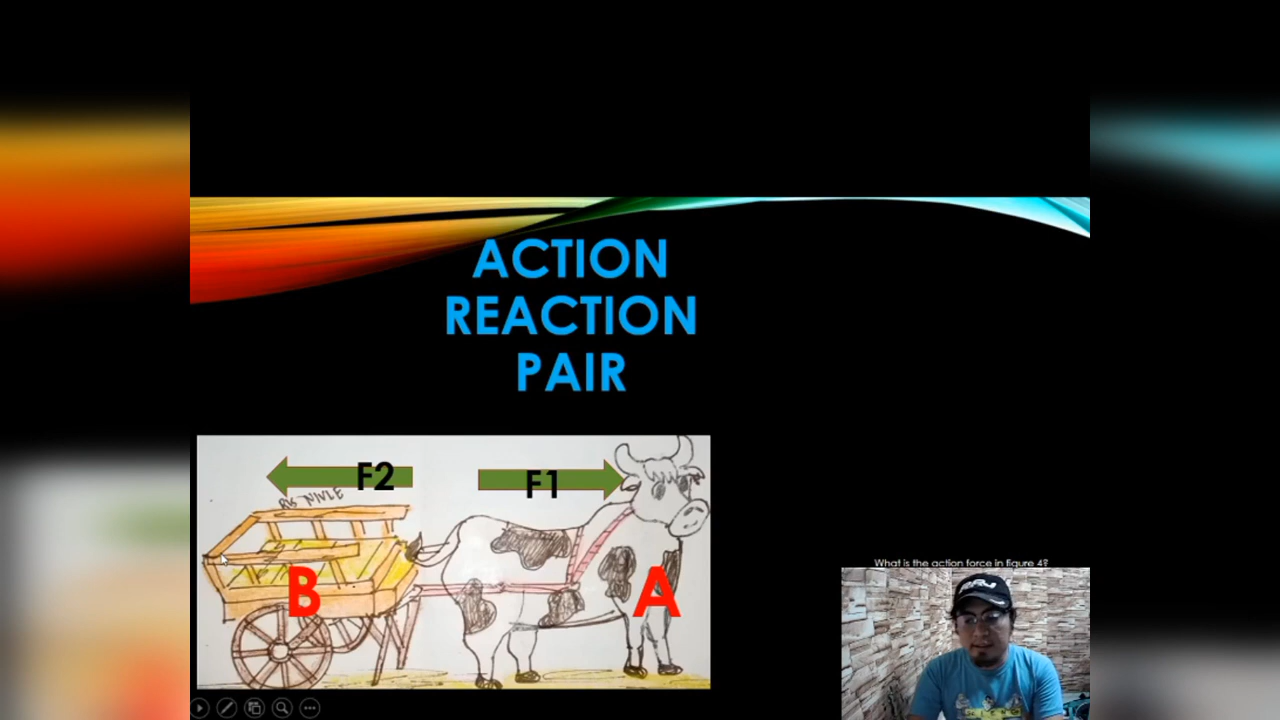 ACTION
REACTION
PAIR
F2
F1
B
A
What is the action force in figure 4?